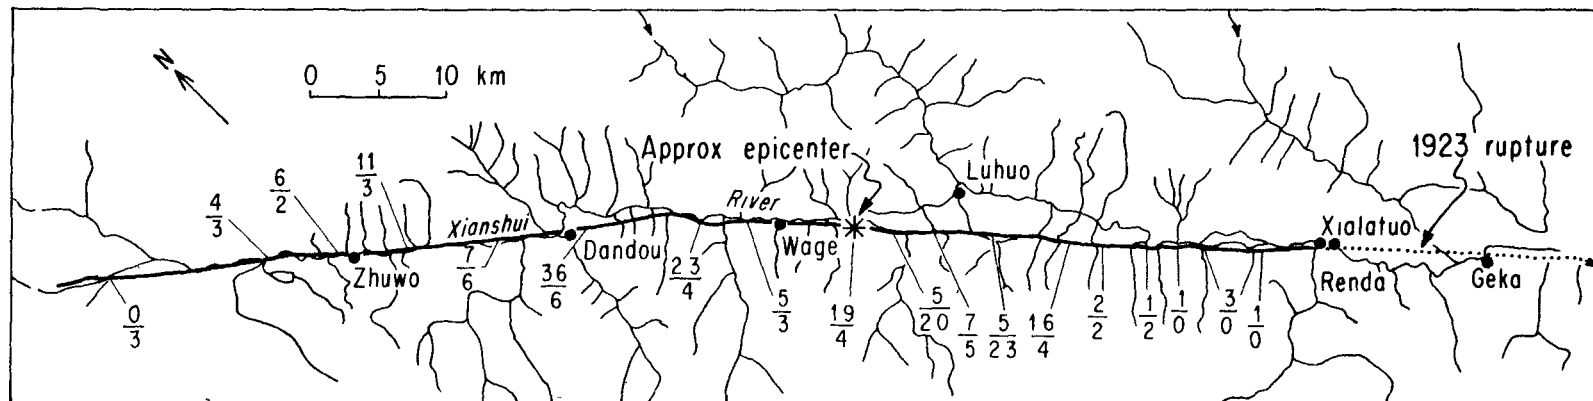 N
0 5 10 km
Approx epicenter
1923 rupture
Luhuo
River
Xianshui
Xialatuo
Zhuwo
Dandou
Wage
Renda
Geka
0/3
4/3
6/2
11/3
7/6
36/6
23/4
5/3
19/4
5/20
7/5
5/23
16/4
2/2
1/2
1/0
3/0
1/0